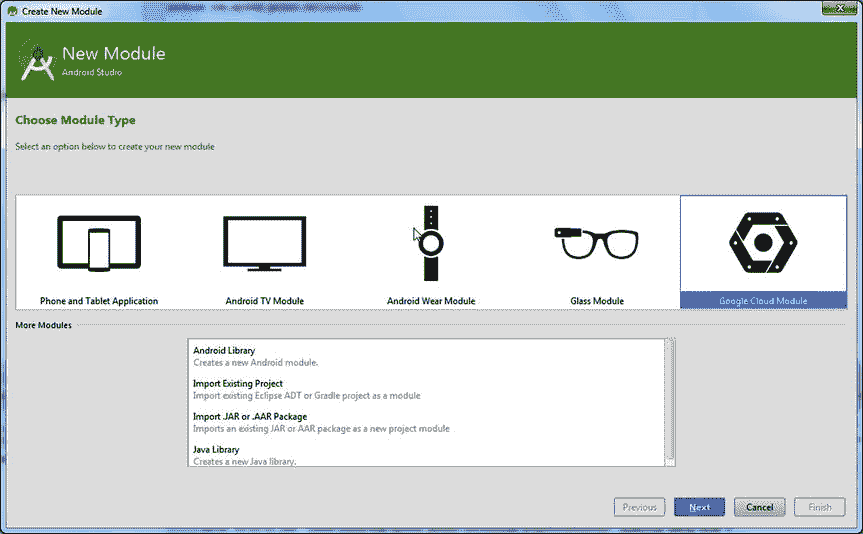 Create New Module
New Module
Android Studio
Choose Module Type
Select an option below to create your new module
Phone and Tablet Application
Android TV Module
Android Wear Module
Glass Module
Google Cloud Module
More Modules
Android Library
Creates a new Android module.
Import Existing Project
Import existing Eclipse ADT or Gradle project as a module
Import .JAR or .AAR Package
Imports an existing JAR or AAR package as a new project module
Java Library
Creates a new Java library.
Previous
Next
Cancel
Finish